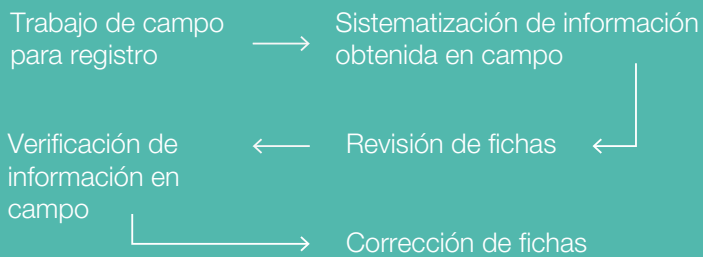 Trabajo de campo
para registro
Sistematización de información
obtenida en campo
Revisión de fichas
Verificación de
información en
campo
Corrección de fichas